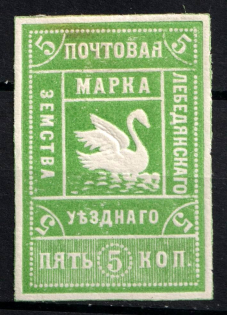 5 ПОЧТОВАЯ 5
ЗЕМСТВА
МАРКА
ЛЕБЕДЯНСКАГО
УѢЗДНАГО
5 5
ПЯТЬ 5 КОП.